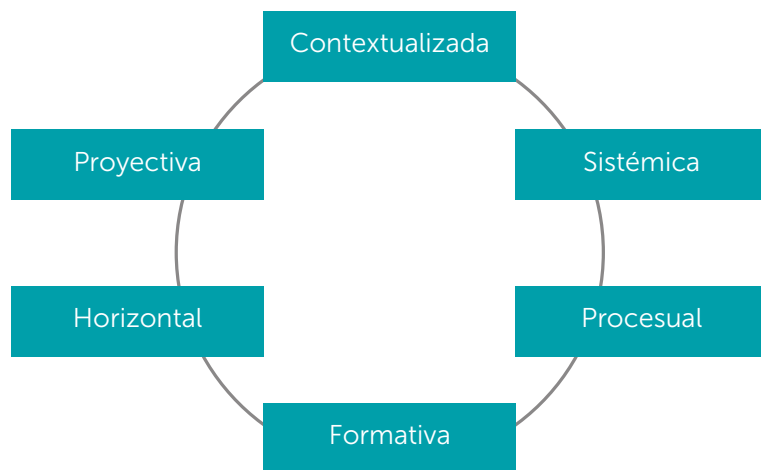 Contextualizada
Proyectiva
Sistémica
Horizontal
Procesual
Formativa